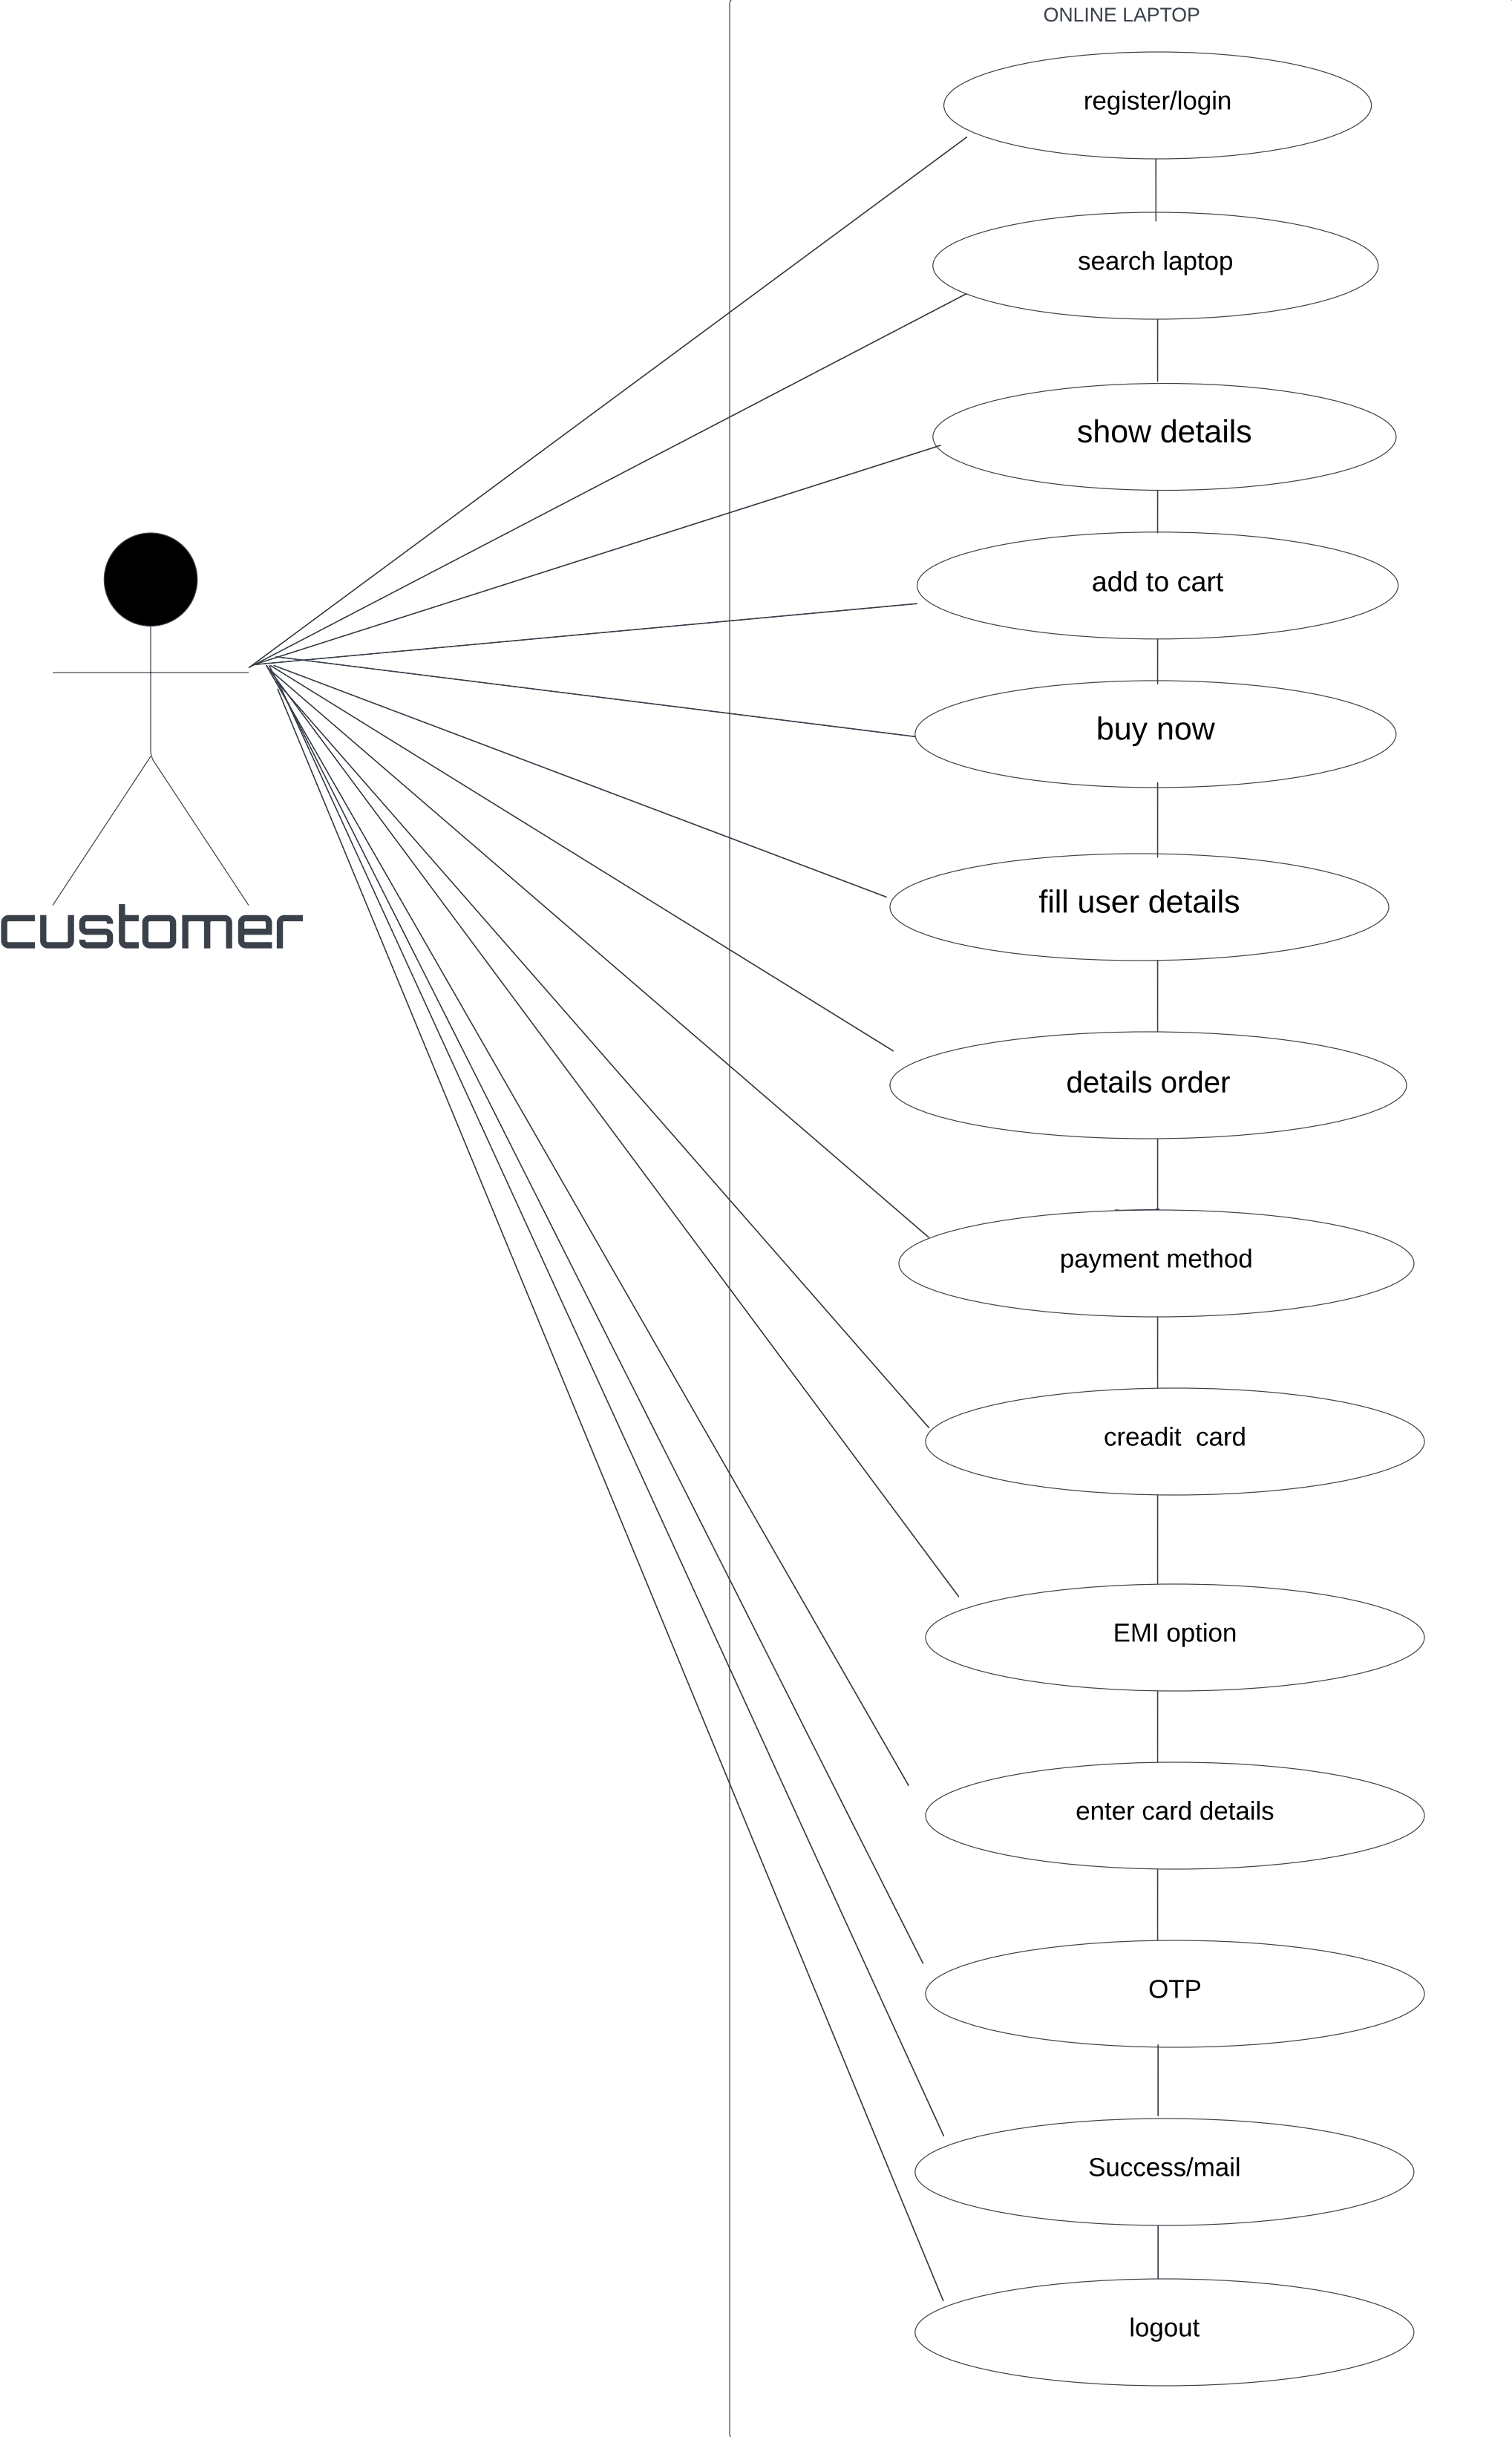 ONLINE LAPTOP
register/login
search laptop
show details
add to cart
buy now
fill user details
customer
details order
payment method
creadit  card
EMI option
enter card details
OTP
Success/mail
logout